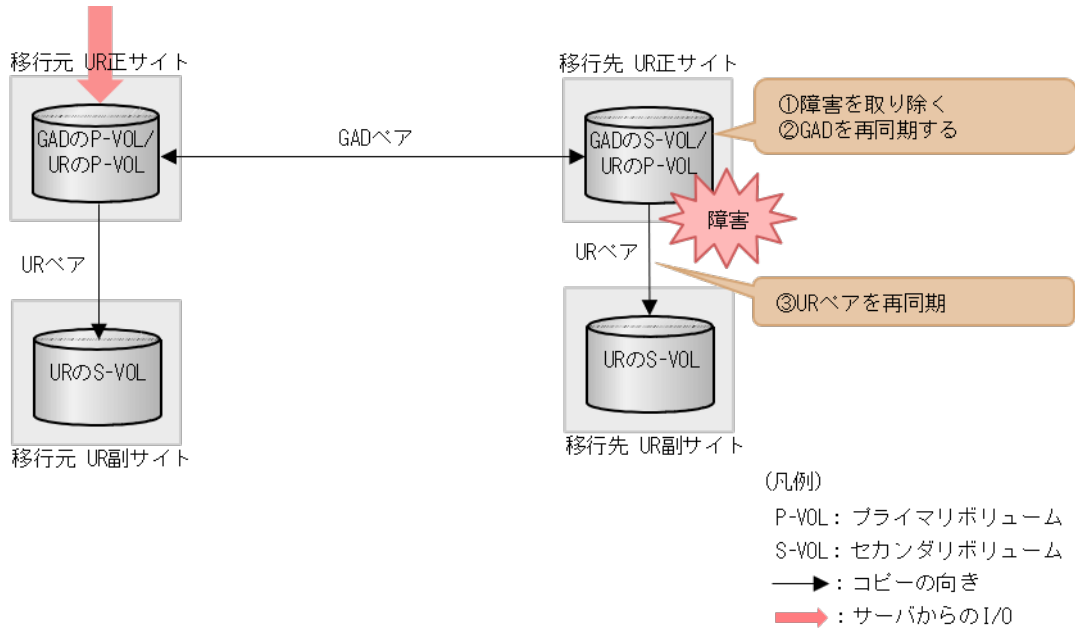 移行元 UR正サイト
移行先 UR正サイト
GADのP-VOL/
URのP-VOL
GADペア
GADのS-VOL/
URのP-VOL
①障害を取り除く
②GADを再同期する
障害
URペア
URペア
③URペアを再同期
URのS-VOL
URのS-VOL
移行元 UR副サイト
移行先 UR副サイト
(凡例)
P-VOL: プライマリボリューム
S-VOL: セカンダリボリューム
: コピーの向き
: サーバからのI/O